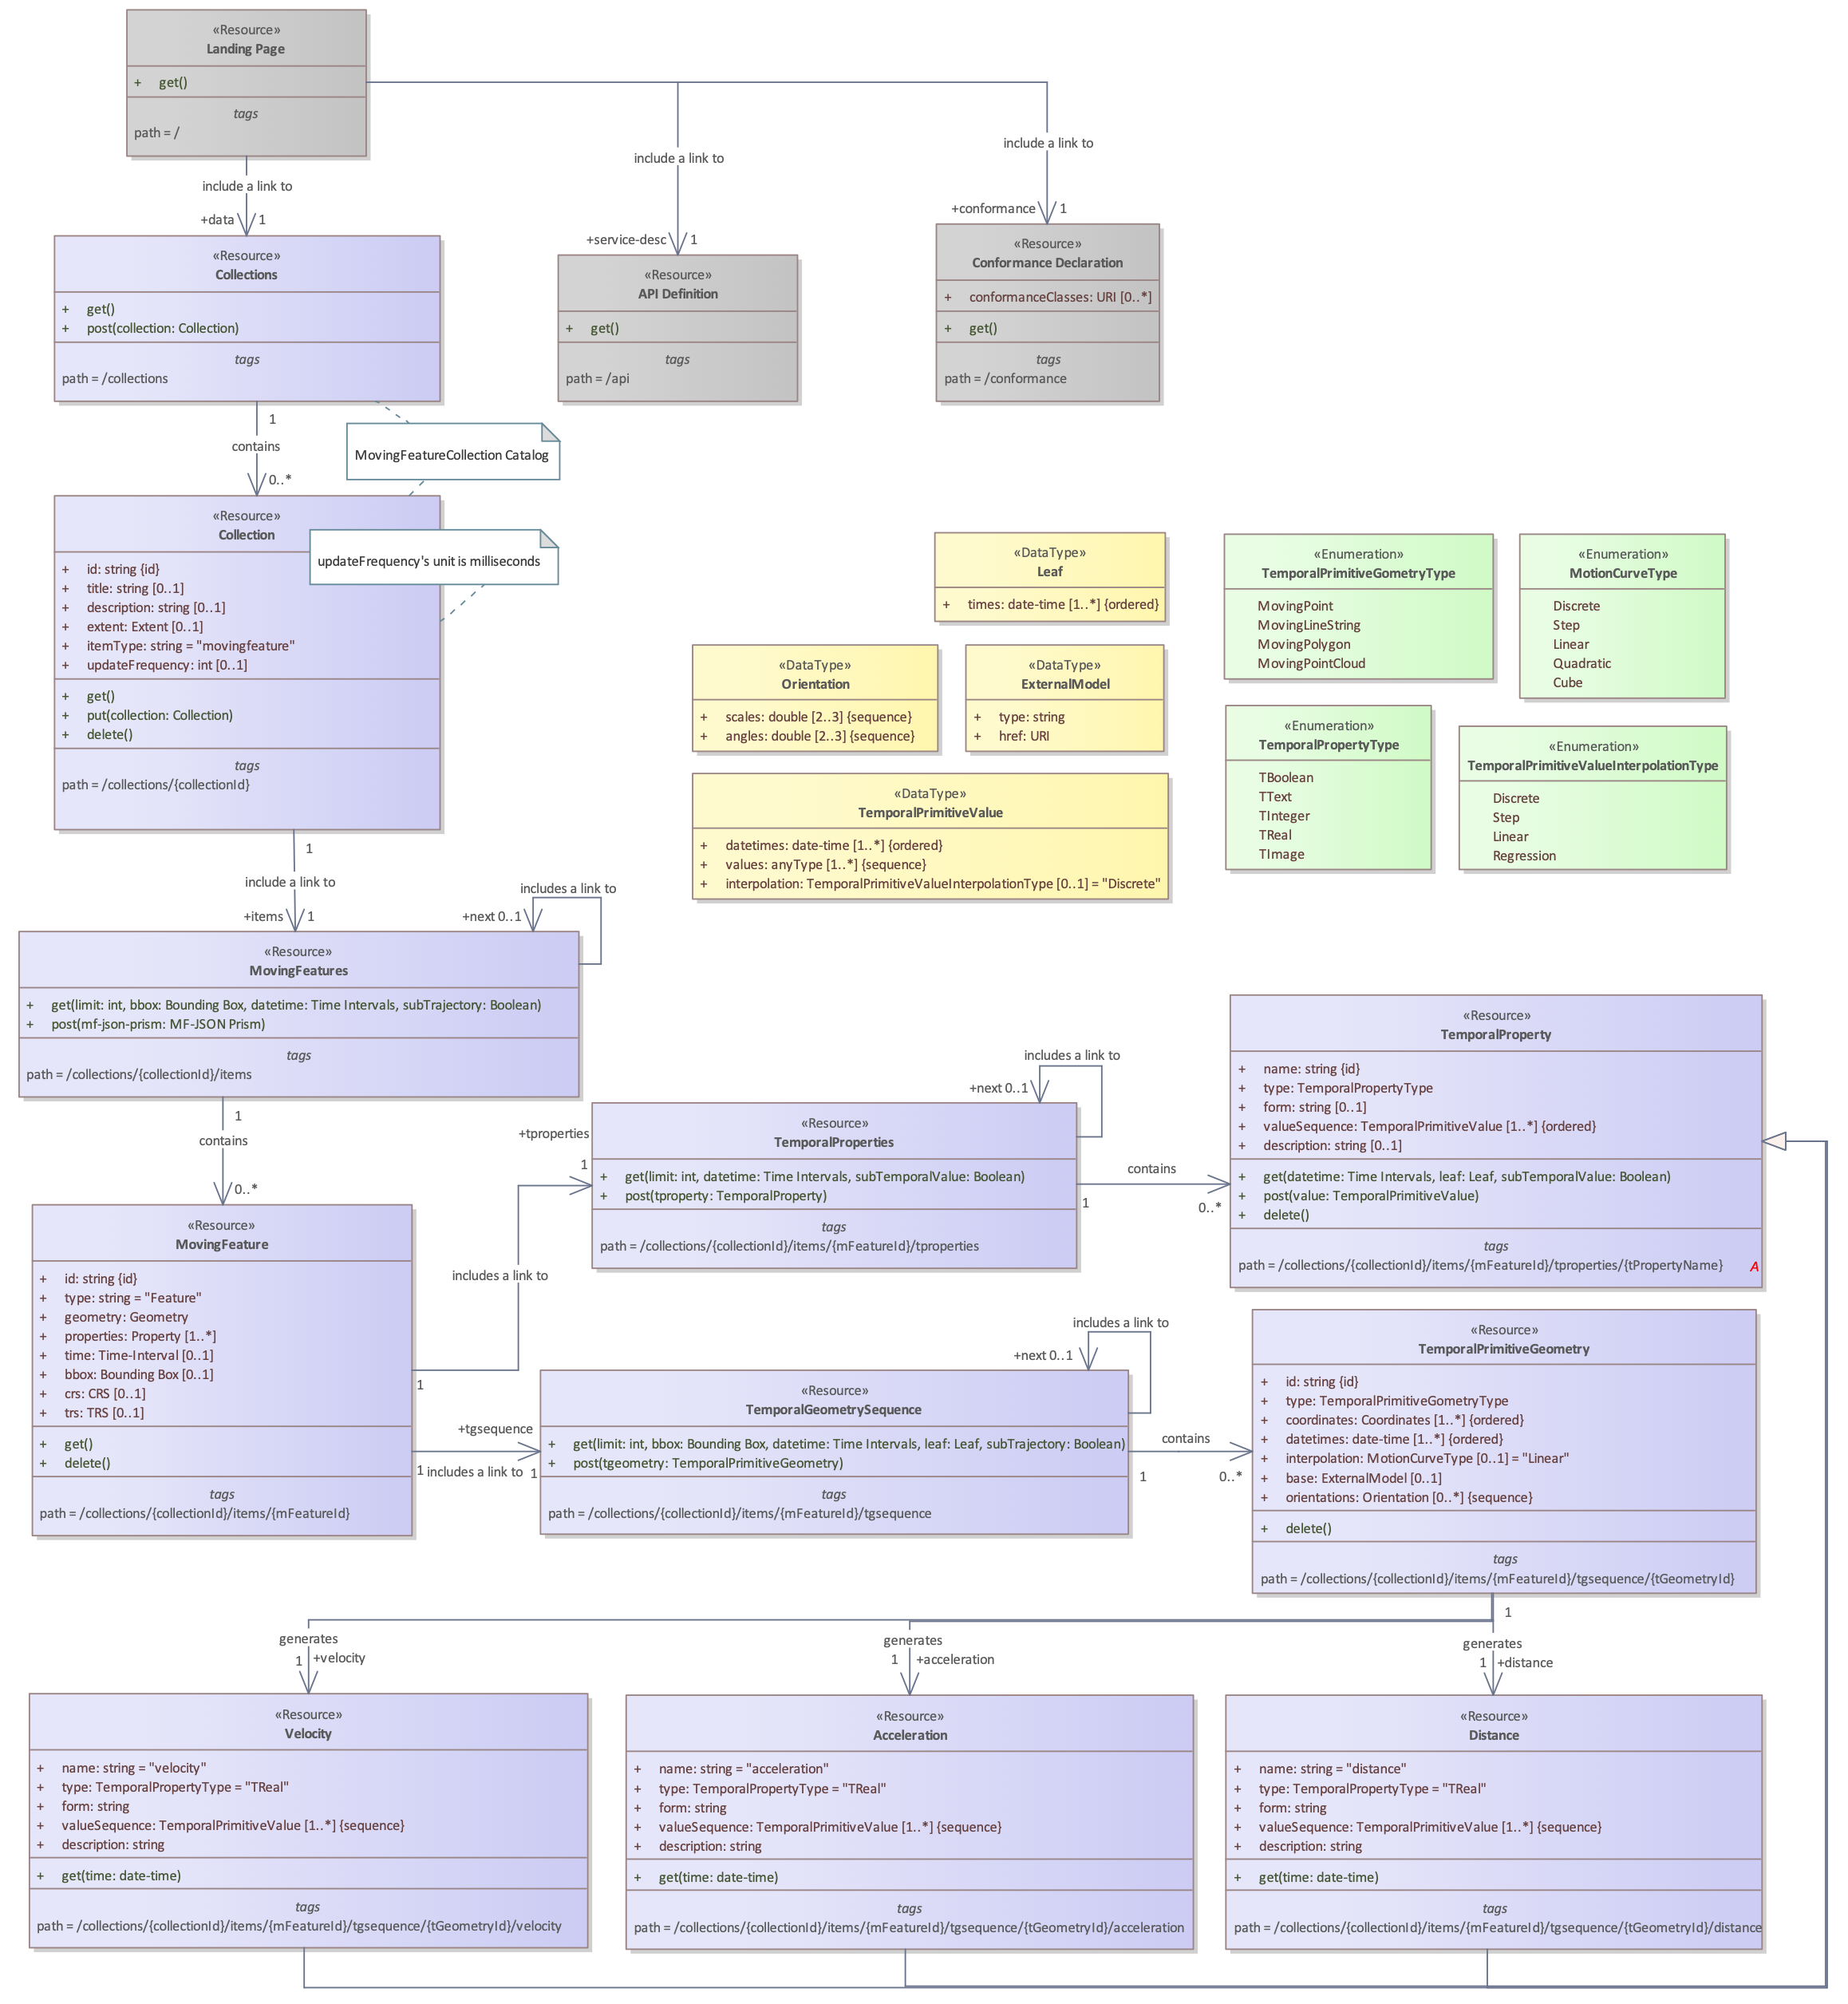 «Resource»
Landing Page
+ get()
tags
path = /
include a link to
+data 1
include a link to
+service-desc 1
include a link to
+conformance 1
«Resource»
Collections
+ get()
+ post(collection: Collection)
tags
path = /collections
«Resource»
API Definition
+ get()
tags
path = /api
«Resource»
Conformance Declaration
+ conformanceClasses: URI [0..*]
+ get()
tags
path = /conformance
1
contains
0..*
MovingFeatureCollection Catalog
«Resource»
Collection
+ id: string {id}
+ title: string [0..1]
+ description: string [0..1]
+ extent: Extent [0..1]
+ itemType: string = "movingfeature"
+ updateFrequency: int [0..1]
+ get()
+ put(collection: Collection)
+ delete()
tags
path = /collections/{collectionId}
updateFrequency's unit is milliseconds
«DataType»
Leaf
+ times: date-time [1..*] {ordered}
«DataType»
Orientation
+ scales: double [2..3] {sequence}
+ angles: double [2..3] {sequence}
«DataType»
ExternalModel
+ type: string
+ href: URI
«DataType»
TemporalPrimitiveValue
+ datetimes: date-time [1..*] {ordered}
+ values: anyType [1..*] {sequence}
+ interpolation: TemporalPrimitiveValueInterpolationType [0..1] = "Discrete"
«Enumeration»
TemporalPrimitiveGometryType
MovingPoint
MovingLineString
MovingPolygon
MovingPointCloud
«Enumeration»
MotionCurveType
Discrete
Step
Linear
Quadratic
Cube
«Enumeration»
TemporalPropertyType
TBoolean
TText
TInteger
TReal
TImage
«Enumeration»
TemporalPrimitiveValueInterpolationType
Discrete
Step
Linear
Regression
1
include a link to
+items 1
includes a link to
+next 0..1
«Resource»
MovingFeatures
+ get(limit: int, bbox: Bounding Box, datetime: Time Intervals, subTrajectory: Boolean)
+ post(mf-json-prism: MF-JSON Prism)
tags
path = /collections/{collectionId}/items
1
contains
0..*
«Resource»
MovingFeature
+ id: string {id}
+ type: string = "Feature"
+ geometry: Geometry
+ properties: Property [1..*]
+ time: Time-Interval [0..1]
+ bbox: Bounding Box [0..1]
+ crs: CRS [0..1]
+ trs: TRS [0..1]
+ get()
+ delete()
tags
path = /collections/{collectionId}/items/{mFeatureId}
+tproperties
1
includes a link to
1
includes a link to
+next 0..1
«Resource»
TemporalProperties
+ get(limit: int, datetime: Time Intervals, subTemporalValue: Boolean)
+ post(tproperty: TemporalProperty)
tags
path = /collections/{collectionId}/items/{mFeatureId}/tproperties
contains
1
0..*
«Resource»
TemporalProperty
+ name: string {id}
+ type: TemporalPropertyType
+ form: string [0..1]
+ valueSequence: TemporalPrimitiveValue [1..*] {ordered}
+ description: string [0..1]
+ get(datetime: Time Intervals, leaf: Leaf, subTemporalValue: Boolean)
+ post(value: TemporalPrimitiveValue)
+ delete()
tags
path = /collections/{collectionId}/items/{mFeatureId}/tproperties/{tPropertyName}
A
+tgsequence
1 includes a link to 1
includes a link to
+next 0..1
«Resource»
TemporalGeometrySequence
+ get(limit: int, bbox: Bounding Box, datetime: Time Intervals, leaf: Leaf, subTrajectory: Boolean)
+ post(tgeometry: TemporalPrimitiveGeometry)
tags
path = /collections/{collectionId}/items/{mFeatureId}/tgsequence
contains
1
0..*
«Resource»
TemporalPrimitiveGeometry
+ id: string {id}
+ type: TemporalPrimitiveGometryType
+ coordinates: Coordinates [1..*] {ordered}
+ datetimes: date-time [1..*] {ordered}
+ interpolation: MotionCurveType [0..1] = "Linear"
+ base: ExternalModel [0..1]
+ orientations: Orientation [0..*] {sequence}
+ delete()
tags
path = /collections/{collectionId}/items/{mFeatureId}/tgsequence/{tGeometryId}
1
generates
1 +velocity
generates
1 +acceleration
generates
1 +distance
«Resource»
Velocity
+ name: string = "velocity"
+ type: TemporalPropertyType = "TReal"
+ form: string
+ valueSequence: TemporalPrimitiveValue [1..*] {sequence}
+ description: string
+ get(time: date-time)
tags
path = /collections/{collectionId}/items/{mFeatureId}/tgsequence/{tGeometryId}/velocity
«Resource»
Acceleration
+ name: string = "acceleration"
+ type: TemporalPropertyType = "TReal"
+ form: string
+ valueSequence: TemporalPrimitiveValue [1..*] {sequence}
+ description: string
+ get(time: date-time)
tags
path = /collections/{collectionId}/items/{mFeatureId}/tgsequence/{tGeometryId}/acceleration
«Resource»
Distance
+ name: string = "distance"
+ type: TemporalPropertyType = "TReal"
+ form: string
+ valueSequence: TemporalPrimitiveValue [1..*] {sequence}
+ description: string
+ get(time: date-time)
tags
path = /collections/{collectionId}/items/{mFeatureId}/tgsequence/{tGeometryId}/distance